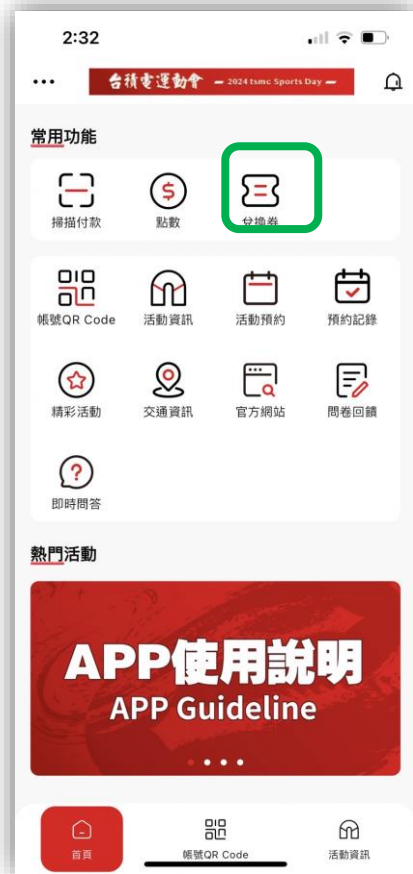 2:32
台積電運動會 — 2024 tsmc Sports Day —
常用功能
掃描付款 點數 兌換券
帳號QR Code 活動資訊 活動預約 預約記錄
精彩活動 交通資訊 官方網站 問卷回饋
即時問答
熱門活動
APP使用說明
APP Guideline
首頁 帳號QR Code 活動資訊